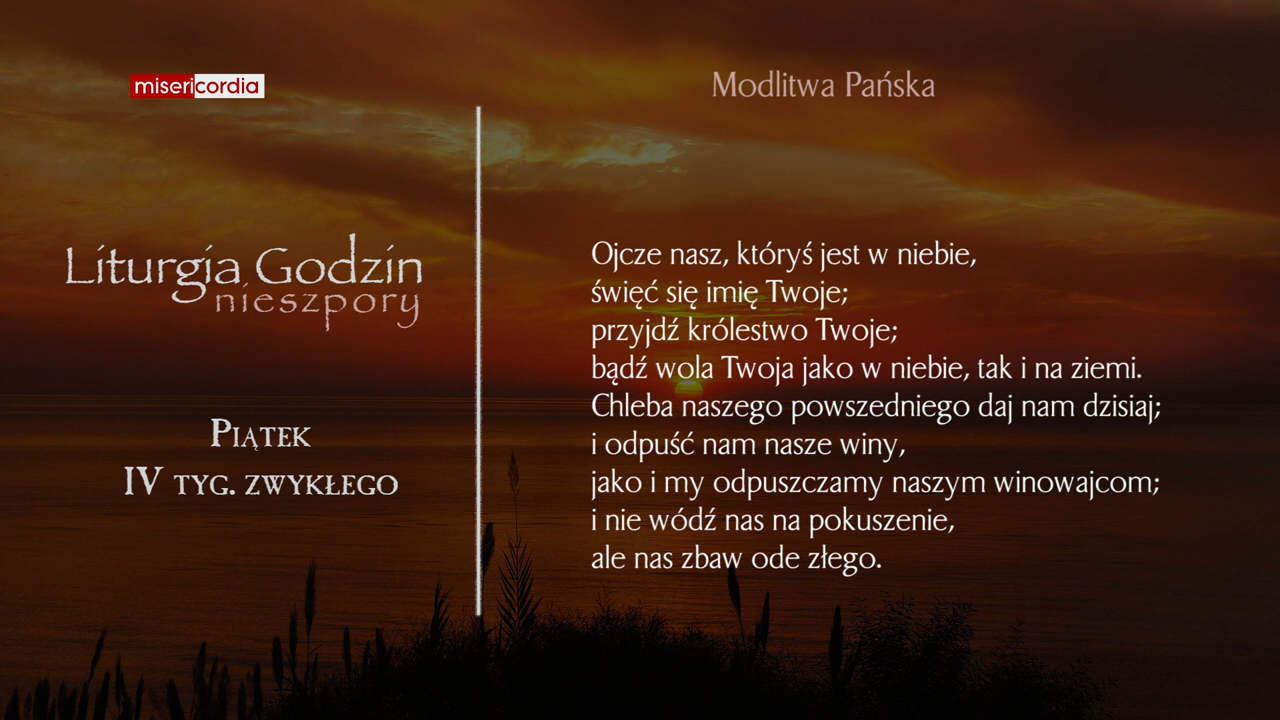 misericordia
Liturgia Godzin
nieszpory
Piątek
IV tyg. zwykłego
Modlitwa Pańska
Ojcze nasz, któryś jest w niebie,
święć się imię Twoje;
przyjdź królestwo Twoje;
bądź wola Twoja jako w niebie, tak i na ziemi.
Chleba naszego powszedniego daj nam dzisiaj;
i odpuść nam nasze winy,
jako i my odpuszczamy naszym winowajcom;
i nie wódź nas na pokuszenie,
ale nas zbaw ode złego.